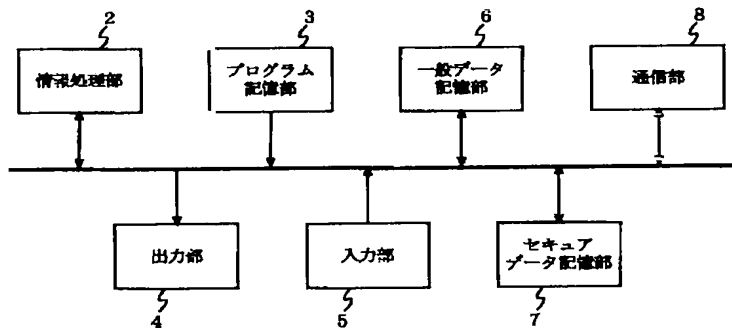 2
3
6
8
情報処理部
プログラム
記憶部
一般データ
記憶部
通信部
出力部
入力部
セキュア
データ記憶部
4
5
7